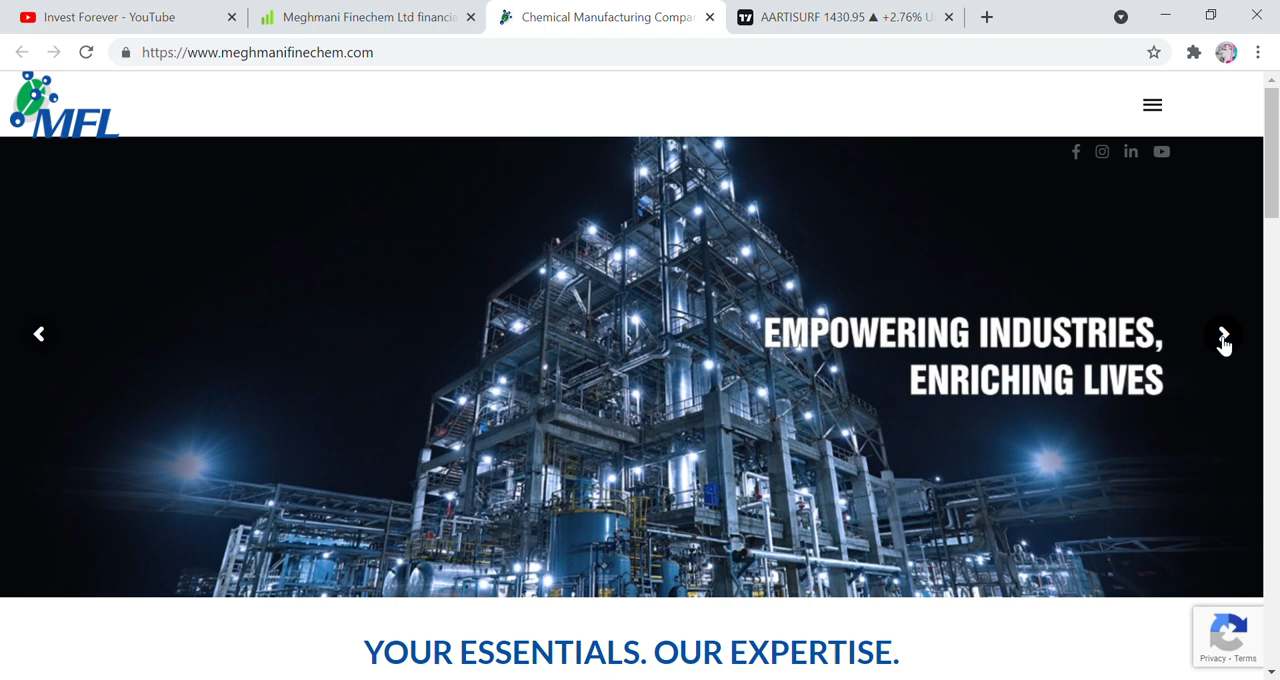 Invest Forever - YouTube
Meghmani Finechem Ltd financia
Chemical Manufacturing Compar
AARTISURF 1430.95 ▲ +2.76% U
https://www.meghmanifinechem.com
MFL
EMPOWERING INDUSTRIES,
ENRICHING LIVES
YOUR ESSENTIALS. OUR EXPERTISE.
Privacy - Terms